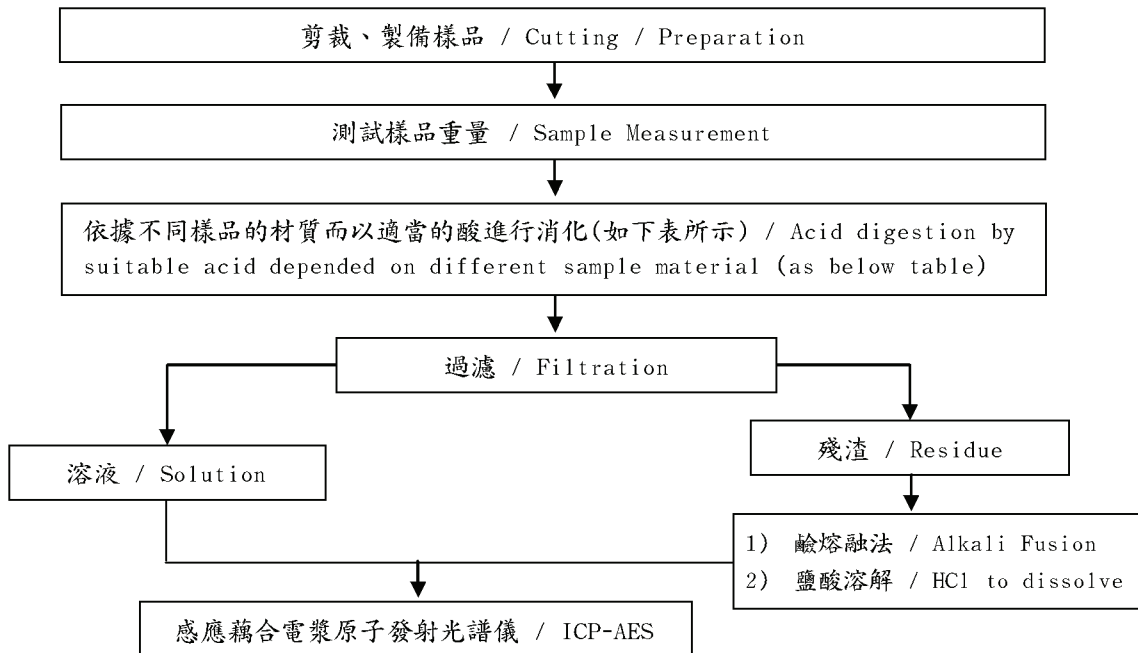 剪裁、製備樣品 / Cutting / Preparation
測試樣品重量 / Sample Measurement
依據不同樣品的材質而以適當的酸進行消化(如下表所示) / Acid digestion by
suitable acid depended on different sample material (as below table)
過濾 / Filtration
溶液 / Solution
殘渣 / Residue
1) 鹼熔融法 / Alkali Fusion
2) 鹽酸溶解 / HCl to dissolve
感應藕合電漿原子發射光譜儀 / ICP-AES